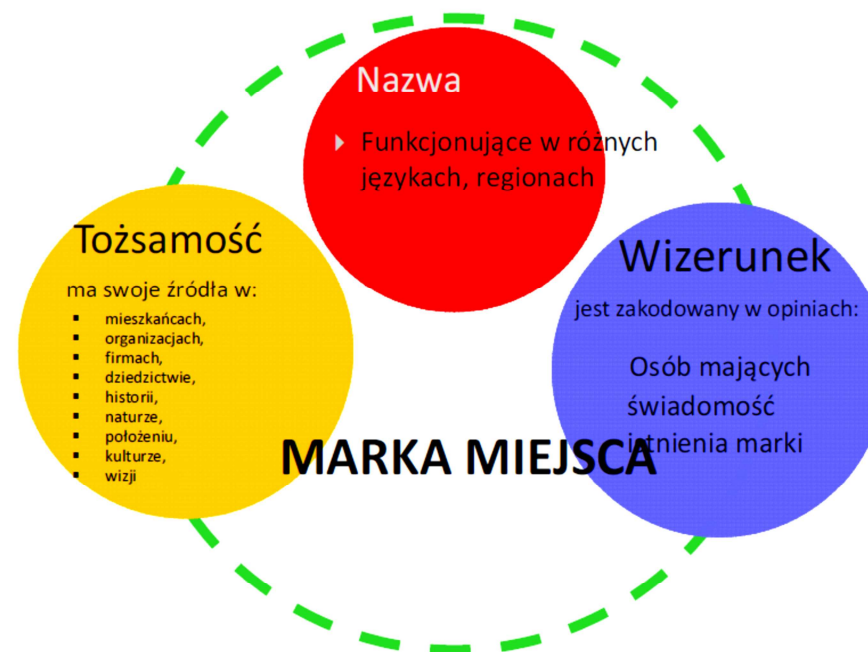 Nazwa
Funkcjonujące w różnych
językach, regionach
Tożsamość
ma swoje źródła w:
mieszkańcach,
organizacjach,
firmach,
dziedzictwie,
historii,
naturze,
położeniu,
kulturze,
wizji
Wizerunek
jest zakodowany w opiniach:
Osób mających
świadomość
istnienia marki
MARKA MIEJSCA